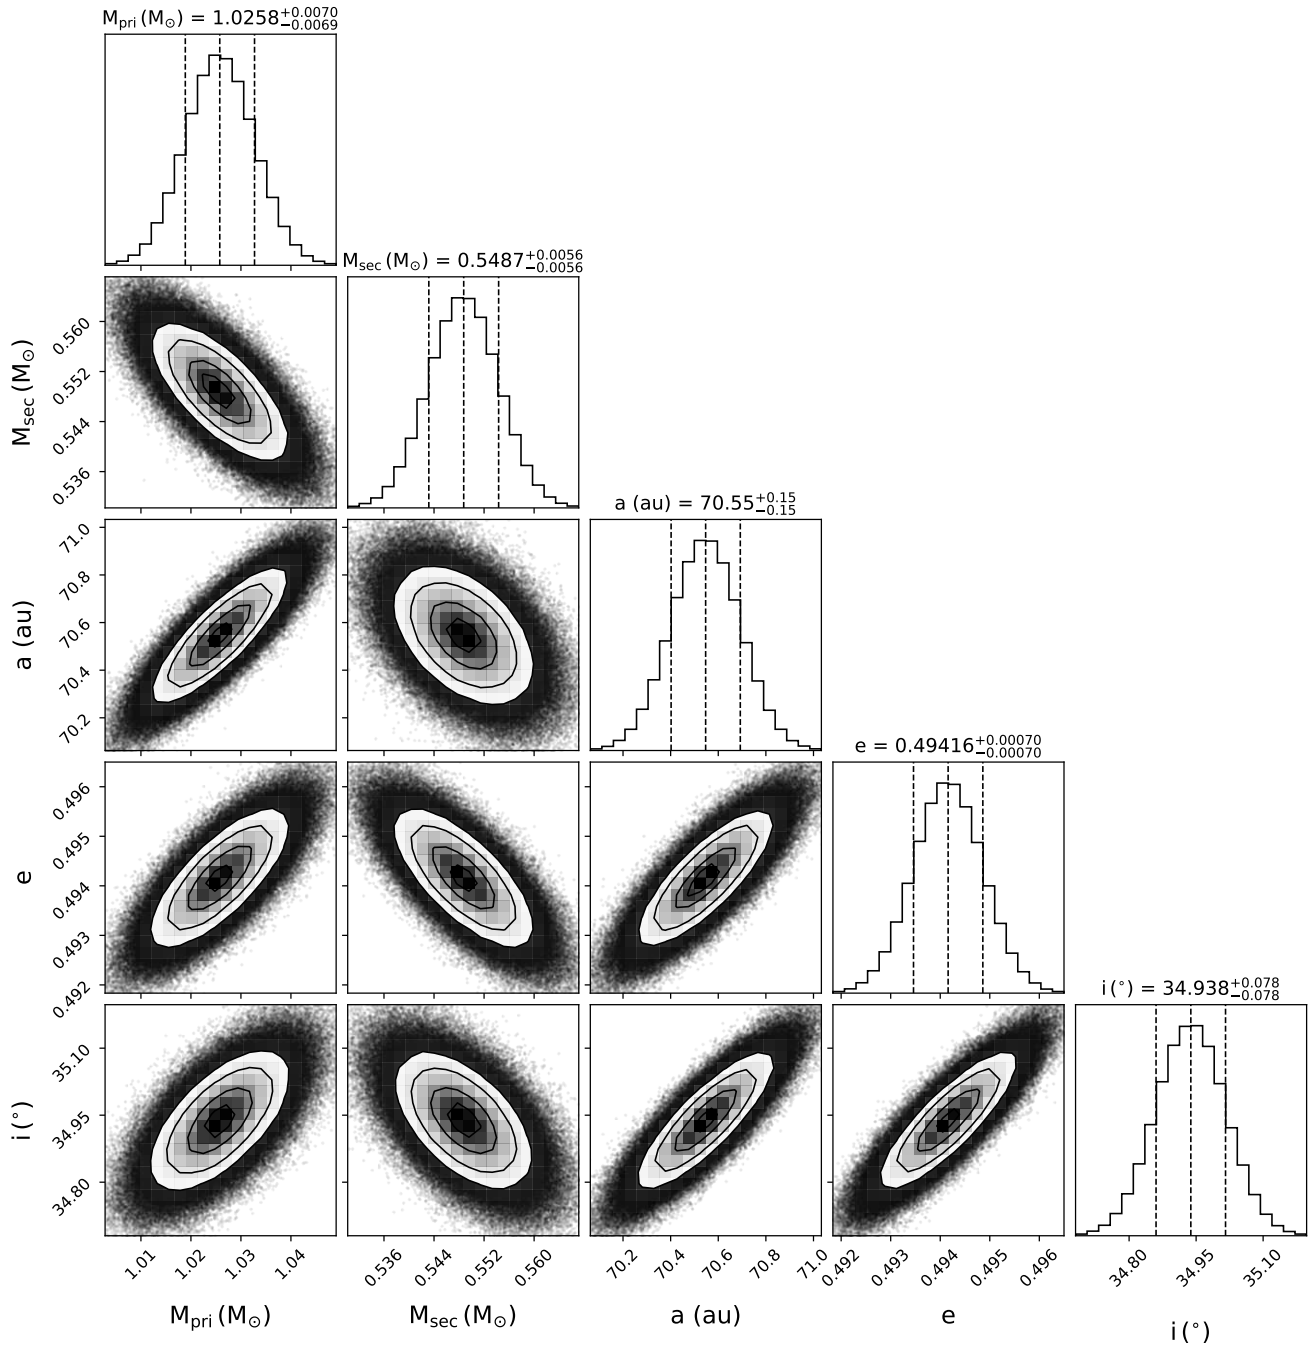 M_pri (M_⊙) = 1.0258 +0.0070 −0.0069
M_sec (M_⊙) = 0.5487 +0.0056 −0.0056
0.560
0.552
0.544
0.536
M_sec (M_⊙)
a (au) = 70.55 +0.15 −0.15
71.0
70.8
70.6
70.4
70.2
a (au)
e = 0.49416 +0.00070 −0.00070
0.496
0.495
0.494
0.493
0.492
e
i (°) = 34.938 +0.078 −0.078
35.10
34.95
34.80
i (°)
1.01 1.02 1.03 1.04
0.536 0.544 0.552 0.560
70.2 70.4 70.6 70.8 71.0
0.492 0.493 0.494 0.495 0.496
34.80 34.95 35.10
M_pri (M_⊙)
M_sec (M_⊙)
a (au)
e
i (°)